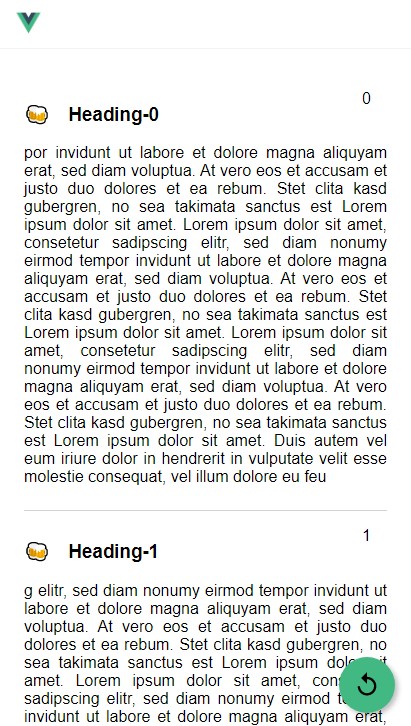 0
Heading-0
por invidunt ut labore et dolore magna aliquyam
erat, sed diam voluptua. At vero eos et accusam et
justo duo dolores et ea rebum. Stet clita kasd
gubergren, no sea takimata sanctus est Lorem
ipsum dolor sit amet. Lorem ipsum dolor sit amet,
consetetur sadipscing elitr, sed diam nonumy
eirmod tempor invidunt ut labore et dolore magna
aliquyam erat, sed diam voluptua. At vero eos et
accusam et justo duo dolores et ea rebum. Stet
clita kasd gubergren, no sea takimata sanctus est
Lorem ipsum dolor sit amet. Lorem ipsum dolor sit
amet, consetetur sadipscing elitr, sed diam
nonumy eirmod tempor invidunt ut labore et dolore
magna aliquyam erat, sed diam voluptua. At vero
eos et accusam et justo duo dolores et ea rebum.
Stet clita kasd gubergren, no sea takimata sanctus
est Lorem ipsum dolor sit amet. Duis autem vel
eum iriure dolor in hendrerit in vulputate velit esse
molestie consequat, vel illum dolore eu feu
1
Heading-1
g elitr, sed diam nonumy eirmod tempor invidunt ut
labore et dolore magna aliquyam erat, sed diam
voluptua. At vero eos et accusam et justo duo
dolores et ea rebum. Stet clita kasd gubergren, no
sea takimata sanctus est Lorem ipsum sit
amet. Lorem ipsum dolor sit amet,
sadipscing elitr, sed diam nonumy eirmod
invidunt ut labore et dolore magna aliquyam erat,